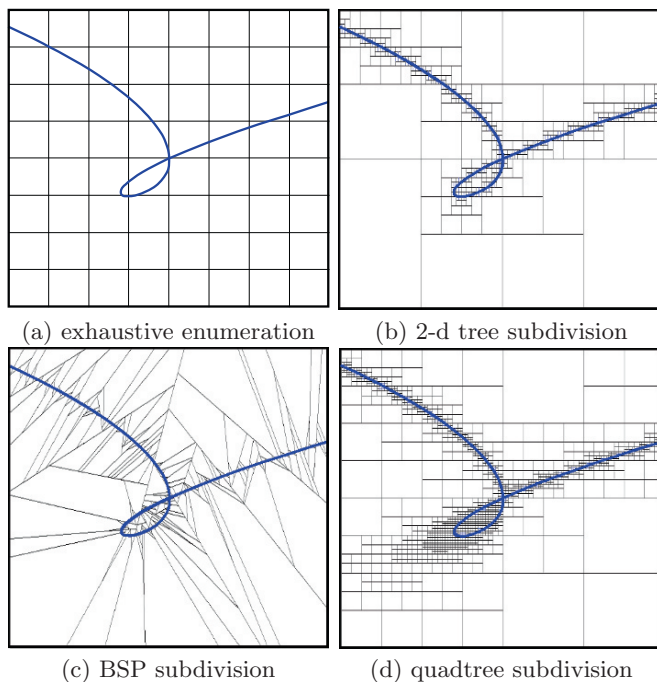 (a) exhaustive enumeration
(b) 2-d tree subdivision
(c) BSP subdivision
(d) quadtree subdivision